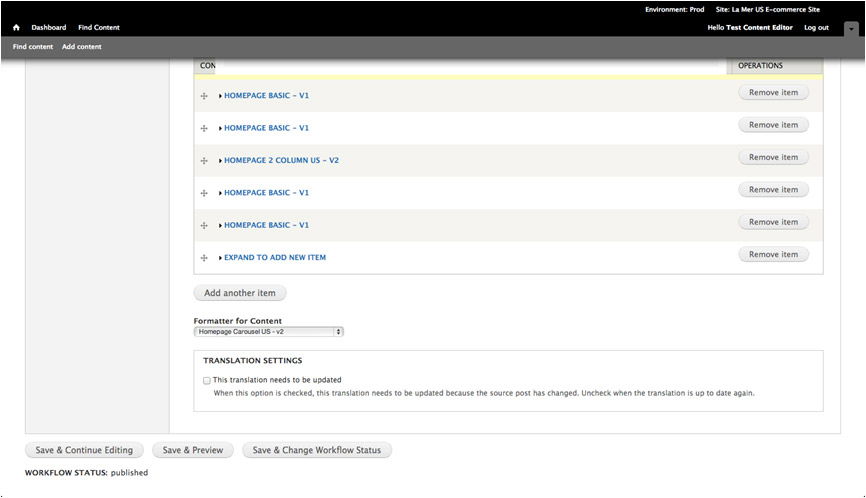 Environment: Prod Site: La Mer US E-commerce Site
Dashboard Find Content
Hello Test Content Editor Log out
Find content Add content
CON OPERATIONS
HOMEPAGE BASIC - V1 Remove item
HOMEPAGE BASIC - V1 Remove item
HOMEPAGE 2 COLUMN US - V2 Remove item
HOMEPAGE BASIC - V1 Remove item
HOMEPAGE BASIC - V1 Remove item
EXPAND TO ADD NEW ITEM Remove item
Add another item
Formatter for Content
Homepage Carousel US - v2
TRANSLATION SETTINGS
This translation needs to be updated
When this option is checked, this translation needs to be updated because the source post has changed. Uncheck when the translation is up to date again.
Save & Continue Editing Save & Preview Save & Change Workflow Status
WORKFLOW STATUS: published